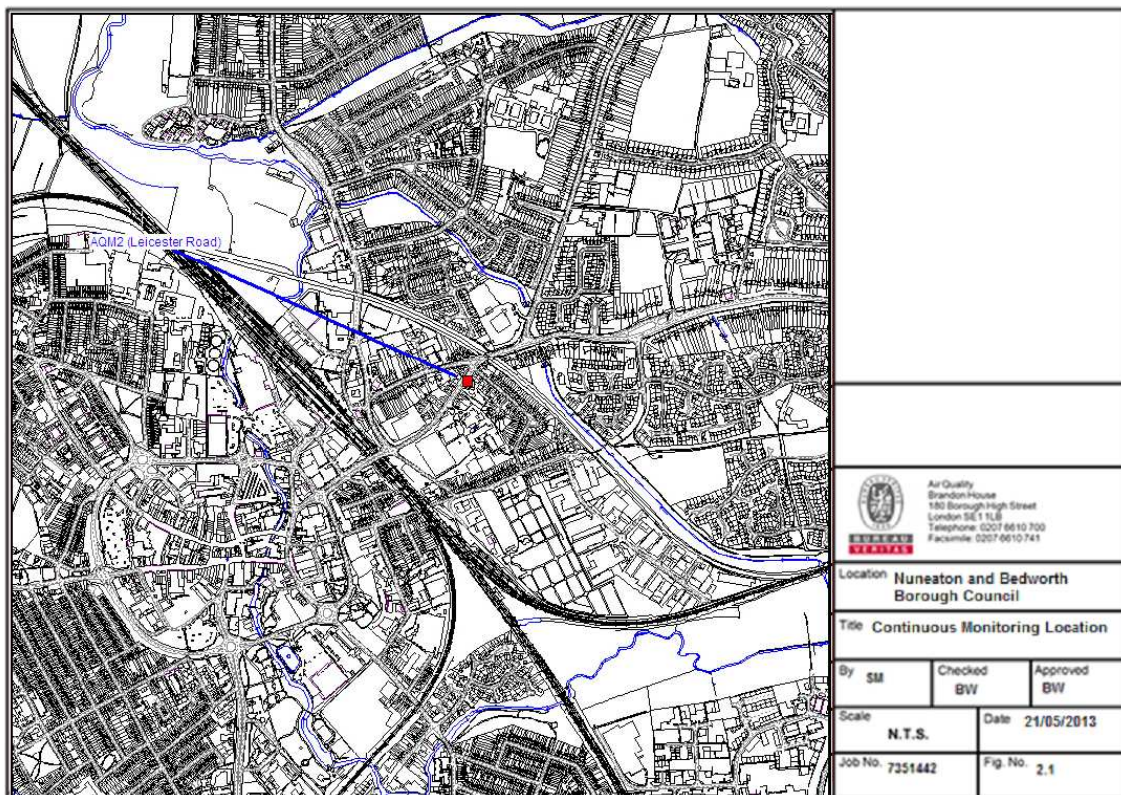 AQM2 (Leicester Road)
Air Quality
Brandon House
180 Borough High Street
London SE1 1LB
Telephone: 0207 6610 700
Facsimile: 0207 6610 741
BUREAU
VERITAS
Location Nuneaton and Bedworth
Borough Council
Title Continuous Monitoring Location
By SM
Checked BW
Approved BW
Scale N.T.S.
Date 21/05/2013
Job No. 7351442
Fig. No. 2.1